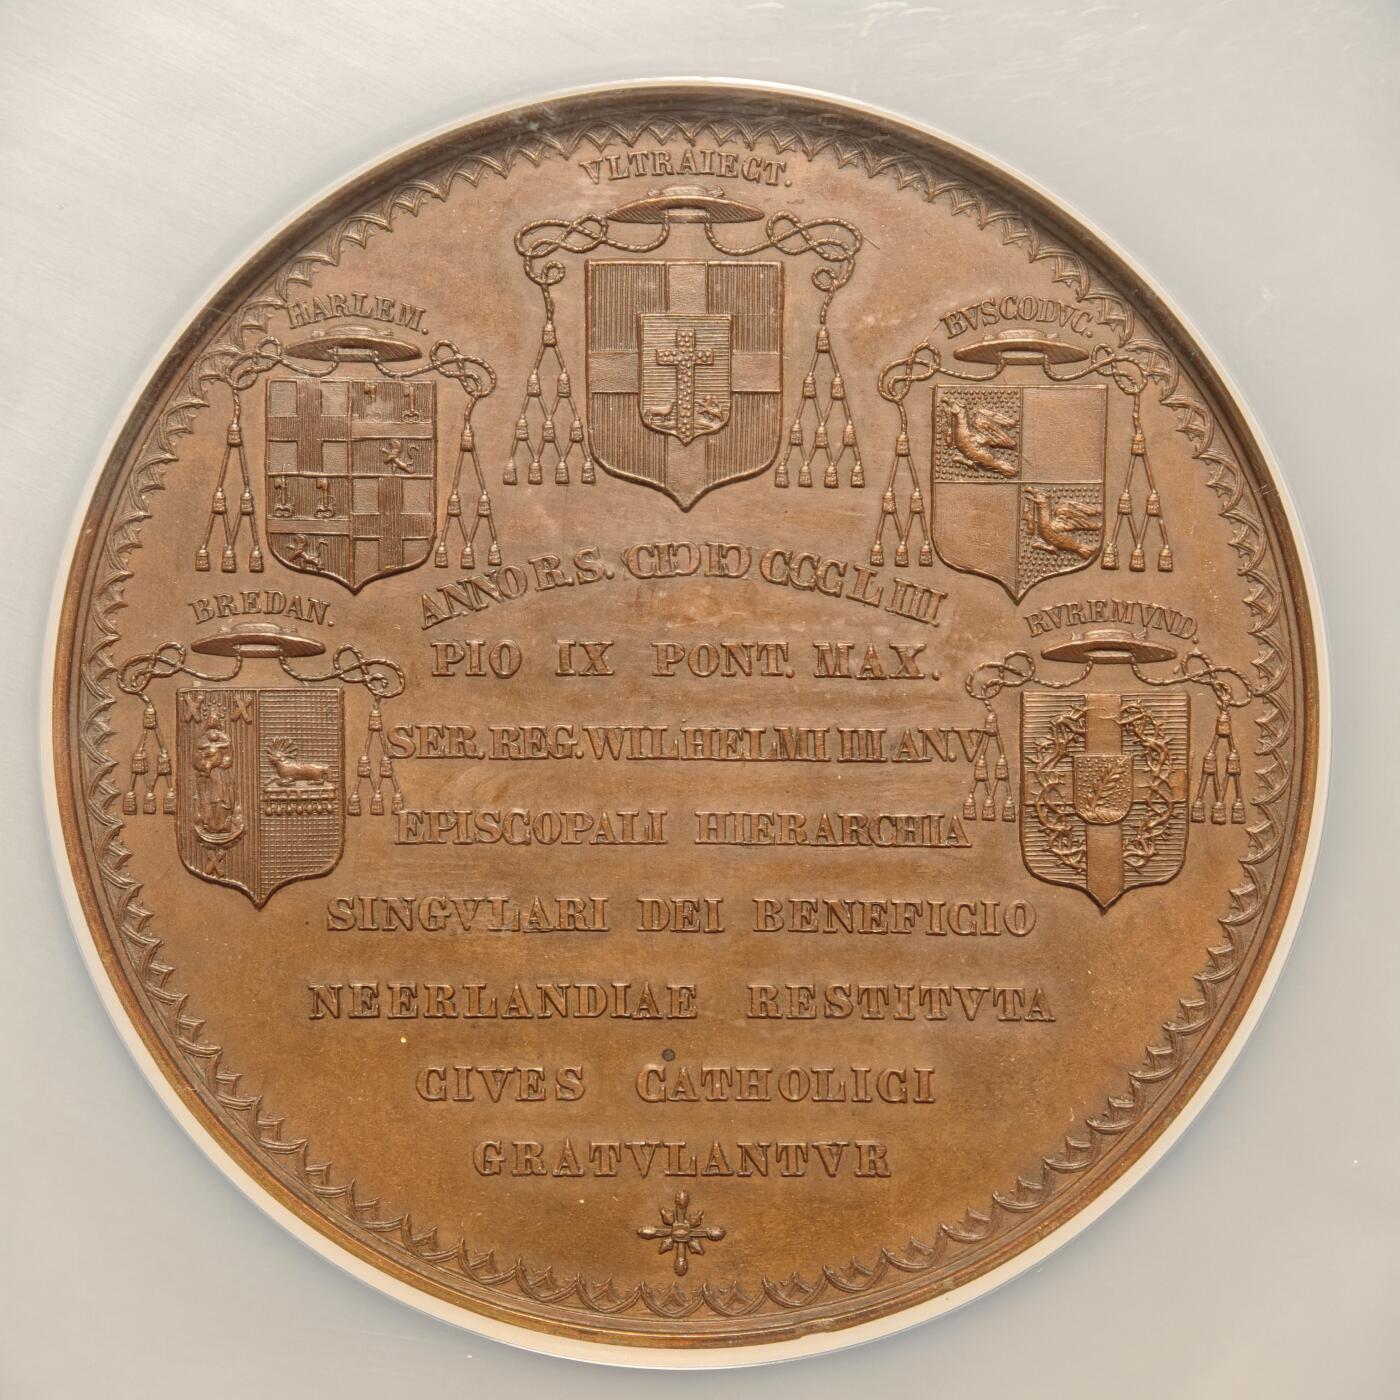 VLTRAIECT.
HARLEM.
BVSCODVC.
BREDAN.
RVREMVND.
ANNO R.S. CIↃIↃCCCLIII.
PIO IX PONT. MAX.
SER. REG. WILHELMI III AN. V
EPISCOPALI HIERARCHIA
SINGVLARI DEI BENEFICIO
NEERLANDIAE RESTITVTA
CIVES CATHOLICI
GRATVLANTVR